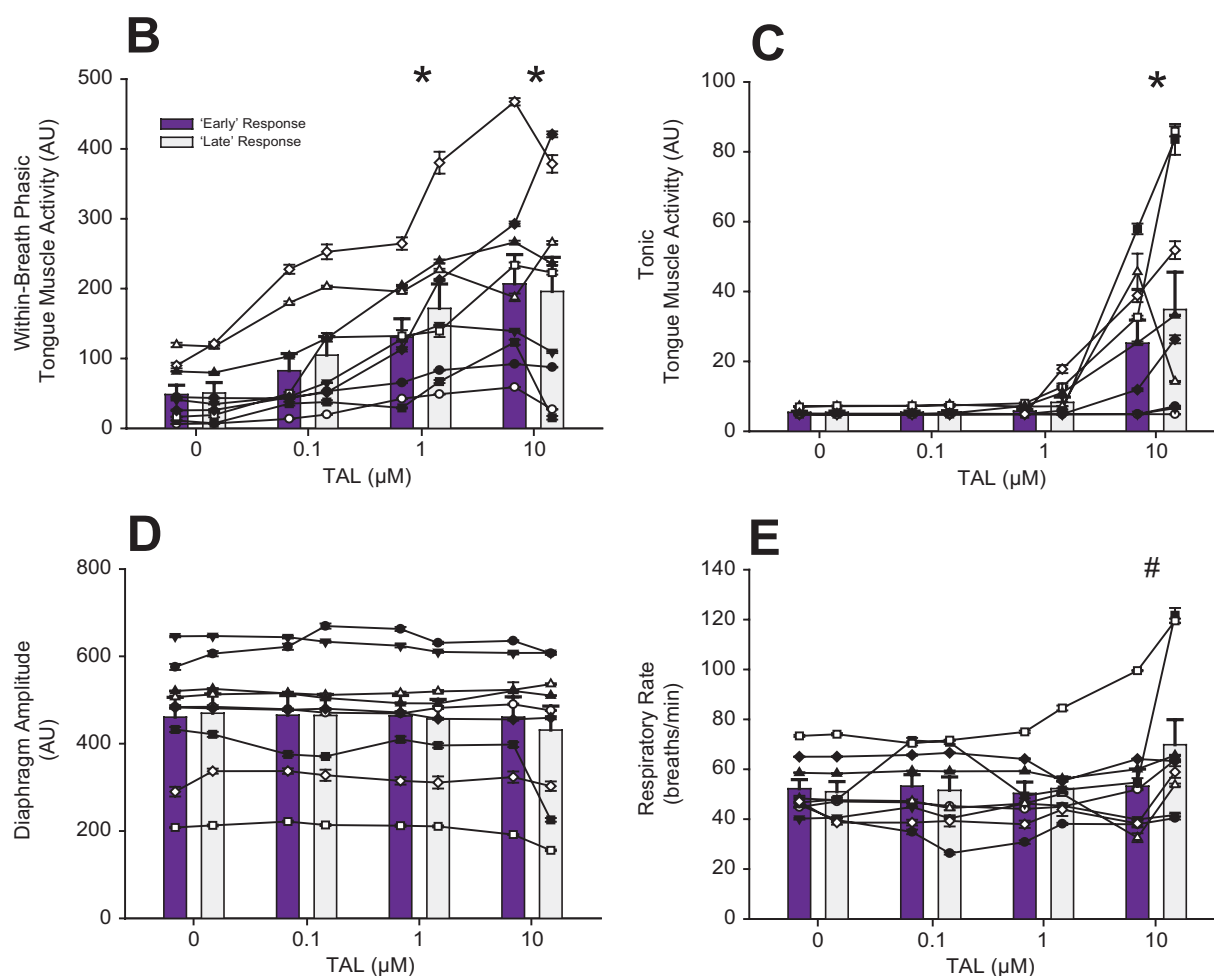 B
Within-Breath Phasic
Tongue Muscle Activity (AU)
500
400
300
200
100
0
*
*
'Early' Response
'Late' Response
0
0.1
1
10
TAL (µM)
C
Tonic
Tongue Muscle Activitty (AU)
100
80
60
40
20
0
*
0
0.1
1
10
TAL (µM)
D
Diaphragm Amplitude
(AU)
800
600
400
200
0
0
0.1
1
10
TAL (µM)
E
Respiratory Rate
(breaths/min)
140
120
100
80
60
40
20
0
#
0
0.1
1
10
TAL (µM)